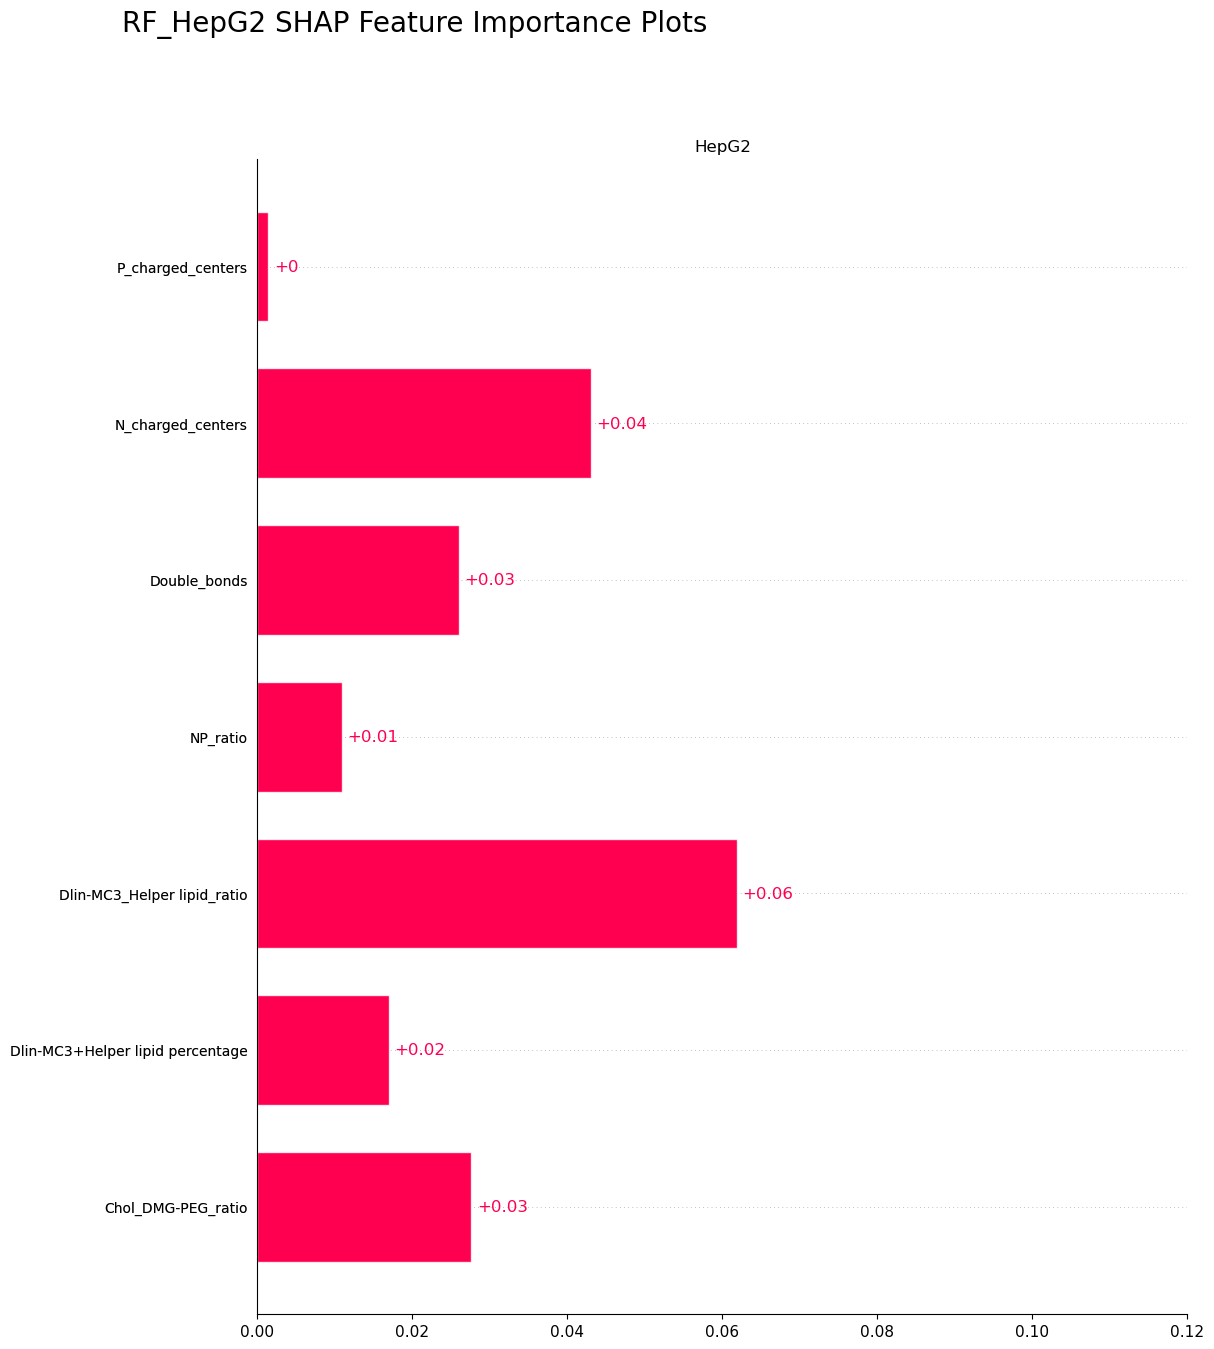 RF_HepG2 SHAP Feature Importance Plots
HepG2
P_charged_centers
+0
N_charged_centers
+0.04
Double_bonds
+0.03
NP_ratio
+0.01
Dlin-MC3_Helper lipid_ratio
+0.06
Dlin-MC3+Helper lipid percentage
+0.02
Chol_DMG-PEG_ratio
+0.03
0.00 0.02 0.04 0.06 0.08 0.10 0.12